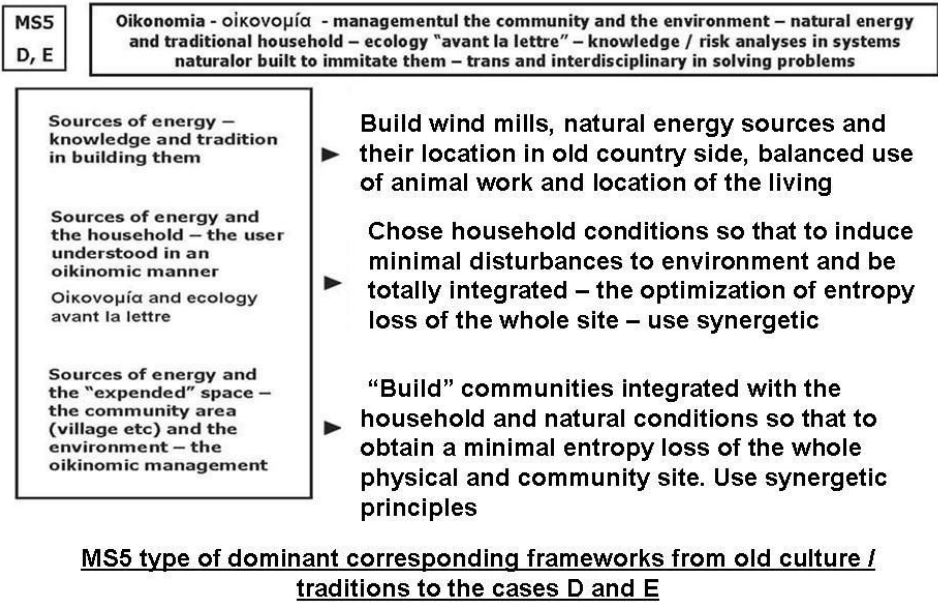 MS5
D, E
Oikonomia - οἰκονομία - managementul the community and the environment – natural energy
and traditional household – ecology “avant la lettre” – knowledge / risk analyses in systems
naturalor built to immitate them – trans and interdisciplinary in solving problems
Sources of energy –
knowledge and tradition
in building them
Build wind mills, natural energy sources and
their location in old country side, balanced use
of animal work and location of the living
Sources of energy and
the household – the user
understood in an
oikinomic manner
Οἰκονομία and ecology
avant la lettre
Chose household conditions so that to induce
minimal disturbances to environment and be
totally integrated – the optimization of entropy
loss of the whole site – use synergetic
Sources of energy and
the “expended” space –
the community area
(village etc) and the
environment – the
oikinomic management
“Build” communities integrated with the
household and natural conditions so that to
obtain a minimal entropy loss of the whole
physical and community site. Use synergetic
principles
MS5 type of dominant corresponding frameworks from old culture /
traditions to the cases D and E